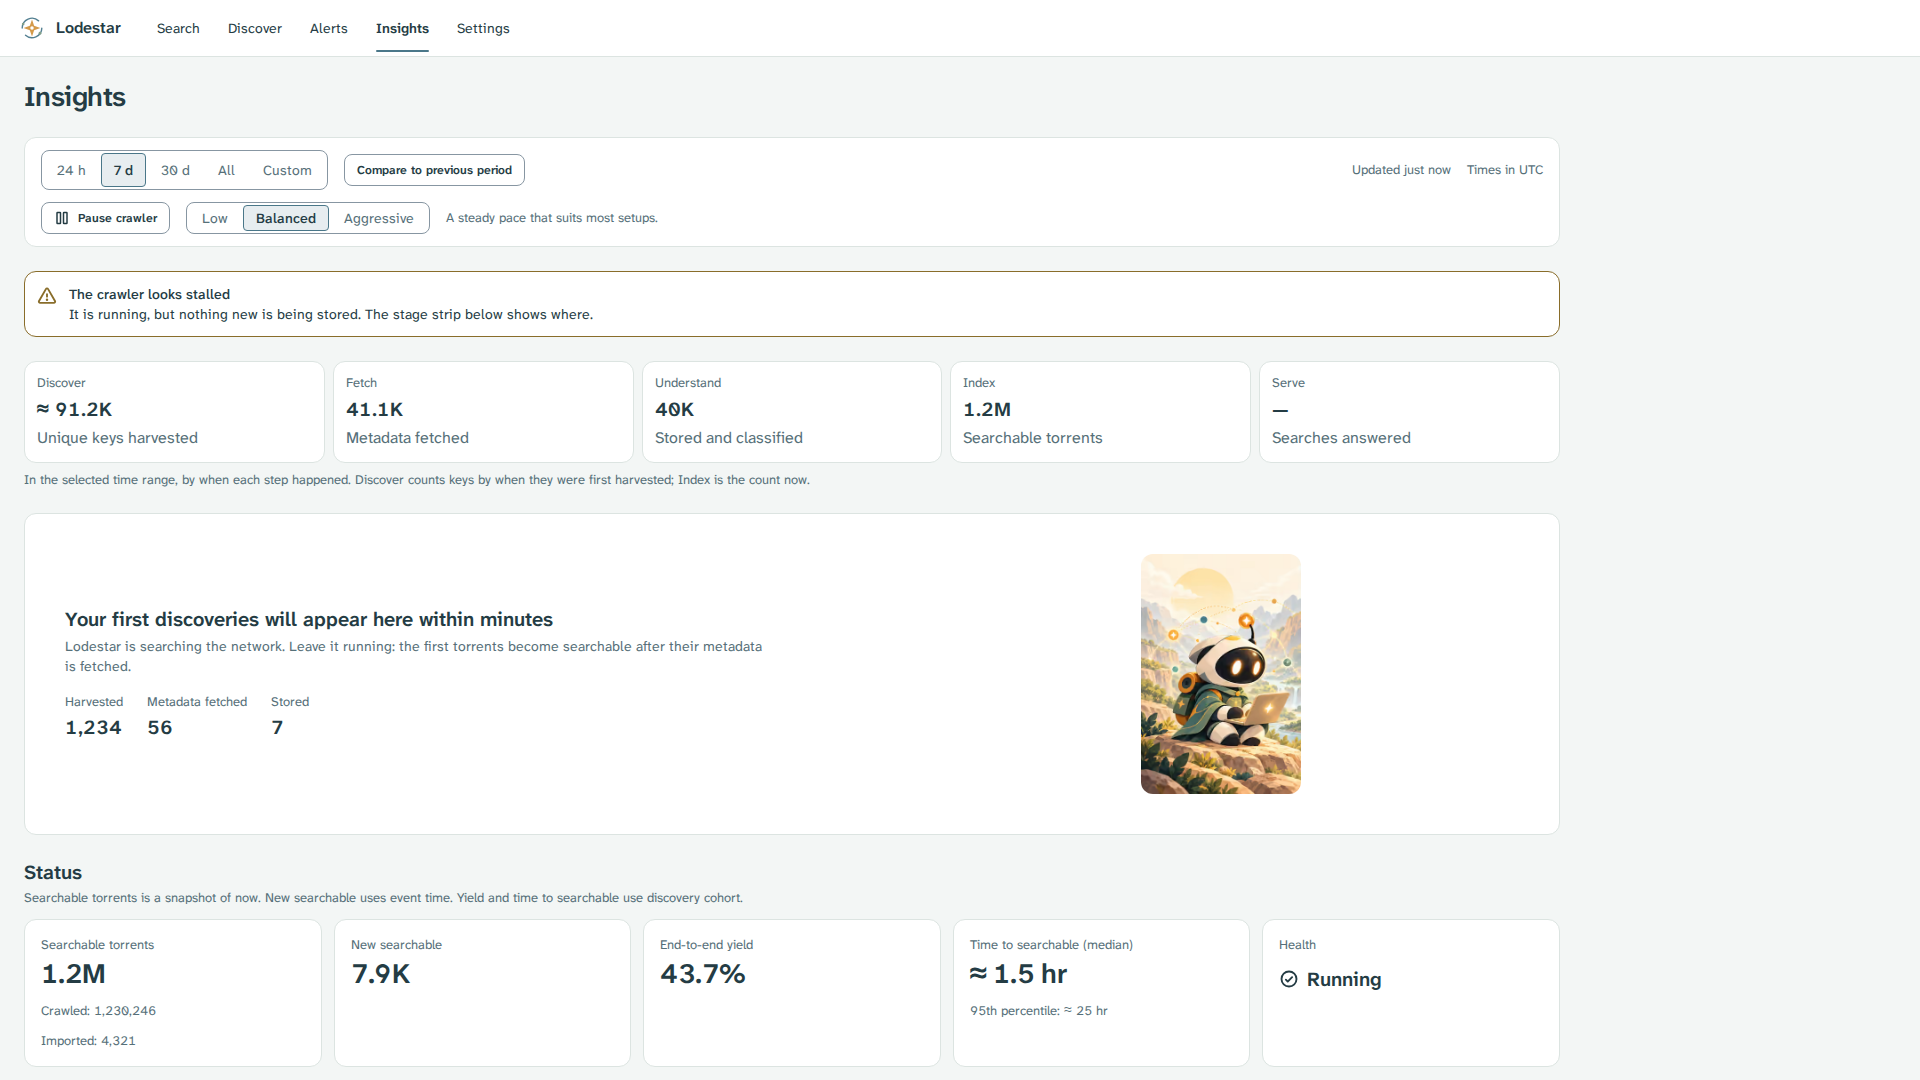 Lodestar Search Discover Alerts Insights Settings
Insights
24 h 7 d 30 d All Custom Compare to previous period Updated just now Times in UTC
Pause crawler Low Balanced Aggressive A steady pace that suits most setups.
The crawler looks stalled
It is running, but nothing new is being stored. The stage strip below shows where.
Discover Fetch Understand Index Serve
≈ 91.2K 41.1K 40K 1.2M —
Unique keys harvested Metadata fetched Stored and classified Searchable torrents Searches answered
In the selected time range, by when each step happened. Discover counts keys by when they were first harvested; Index is the count now.
Your first discoveries will appear here within minutes
Lodestar is searching the network. Leave it running: the first torrents become searchable after their metadata
is fetched.
Harvested Metadata fetched Stored
1,234 56 7
Status
Searchable torrents is a snapshot of now. New searchable uses event time. Yield and time to searchable use discovery cohort.
Searchable torrents New searchable End-to-end yield Time to searchable (median) Health
1.2M 7.9K 43.7% ≈ 1.5 hr Running
Crawled: 1,230,246 95th percentile: ≈ 25 hr
Imported: 4,321